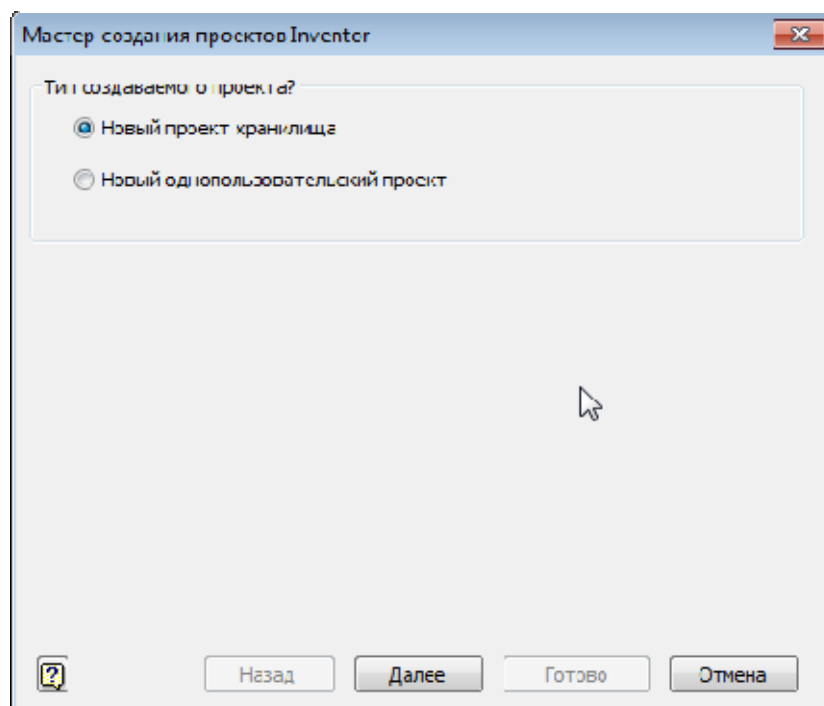 Мастер создания проектов Inventor
Тип создаваемого проекта?
Новый проект хранилища
Новый однопользовательский проект
Назад
Далее
Готово
Отмена